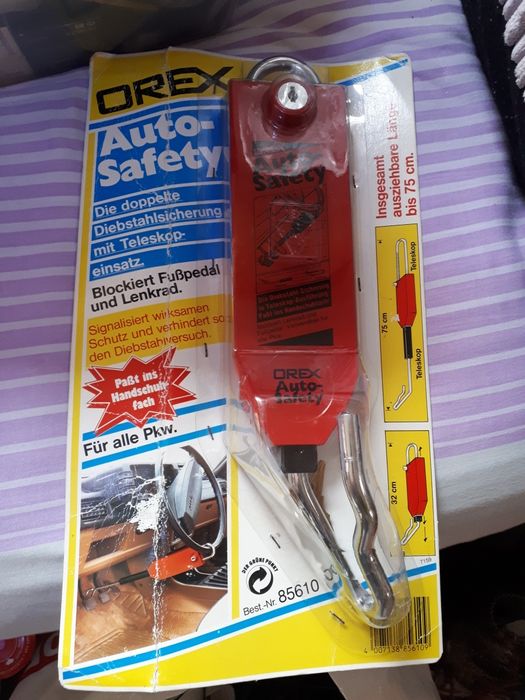 OREX
Auto-
Safety
Die doppelte
Diebstahlsicherung
mit Teleskop-
einsatz.
Blockiert Fußpedal
und Lenkrad.
Signalisiert wirksamen
Schutz und verhindert so
den Diebstahlversuch.
Paßt ins
Handschuh-
fach
Für alle Pkw.
Auto-
Safety
OREX
Auto-
Safety
Insgesamt
ausziehbare Länge
bis 75 cm.
Teleskop
75 cm
Teleskop
32 cm
DER GRÜNE PUNKT
Best.-Nr. 85610
7159
4 007138 856109